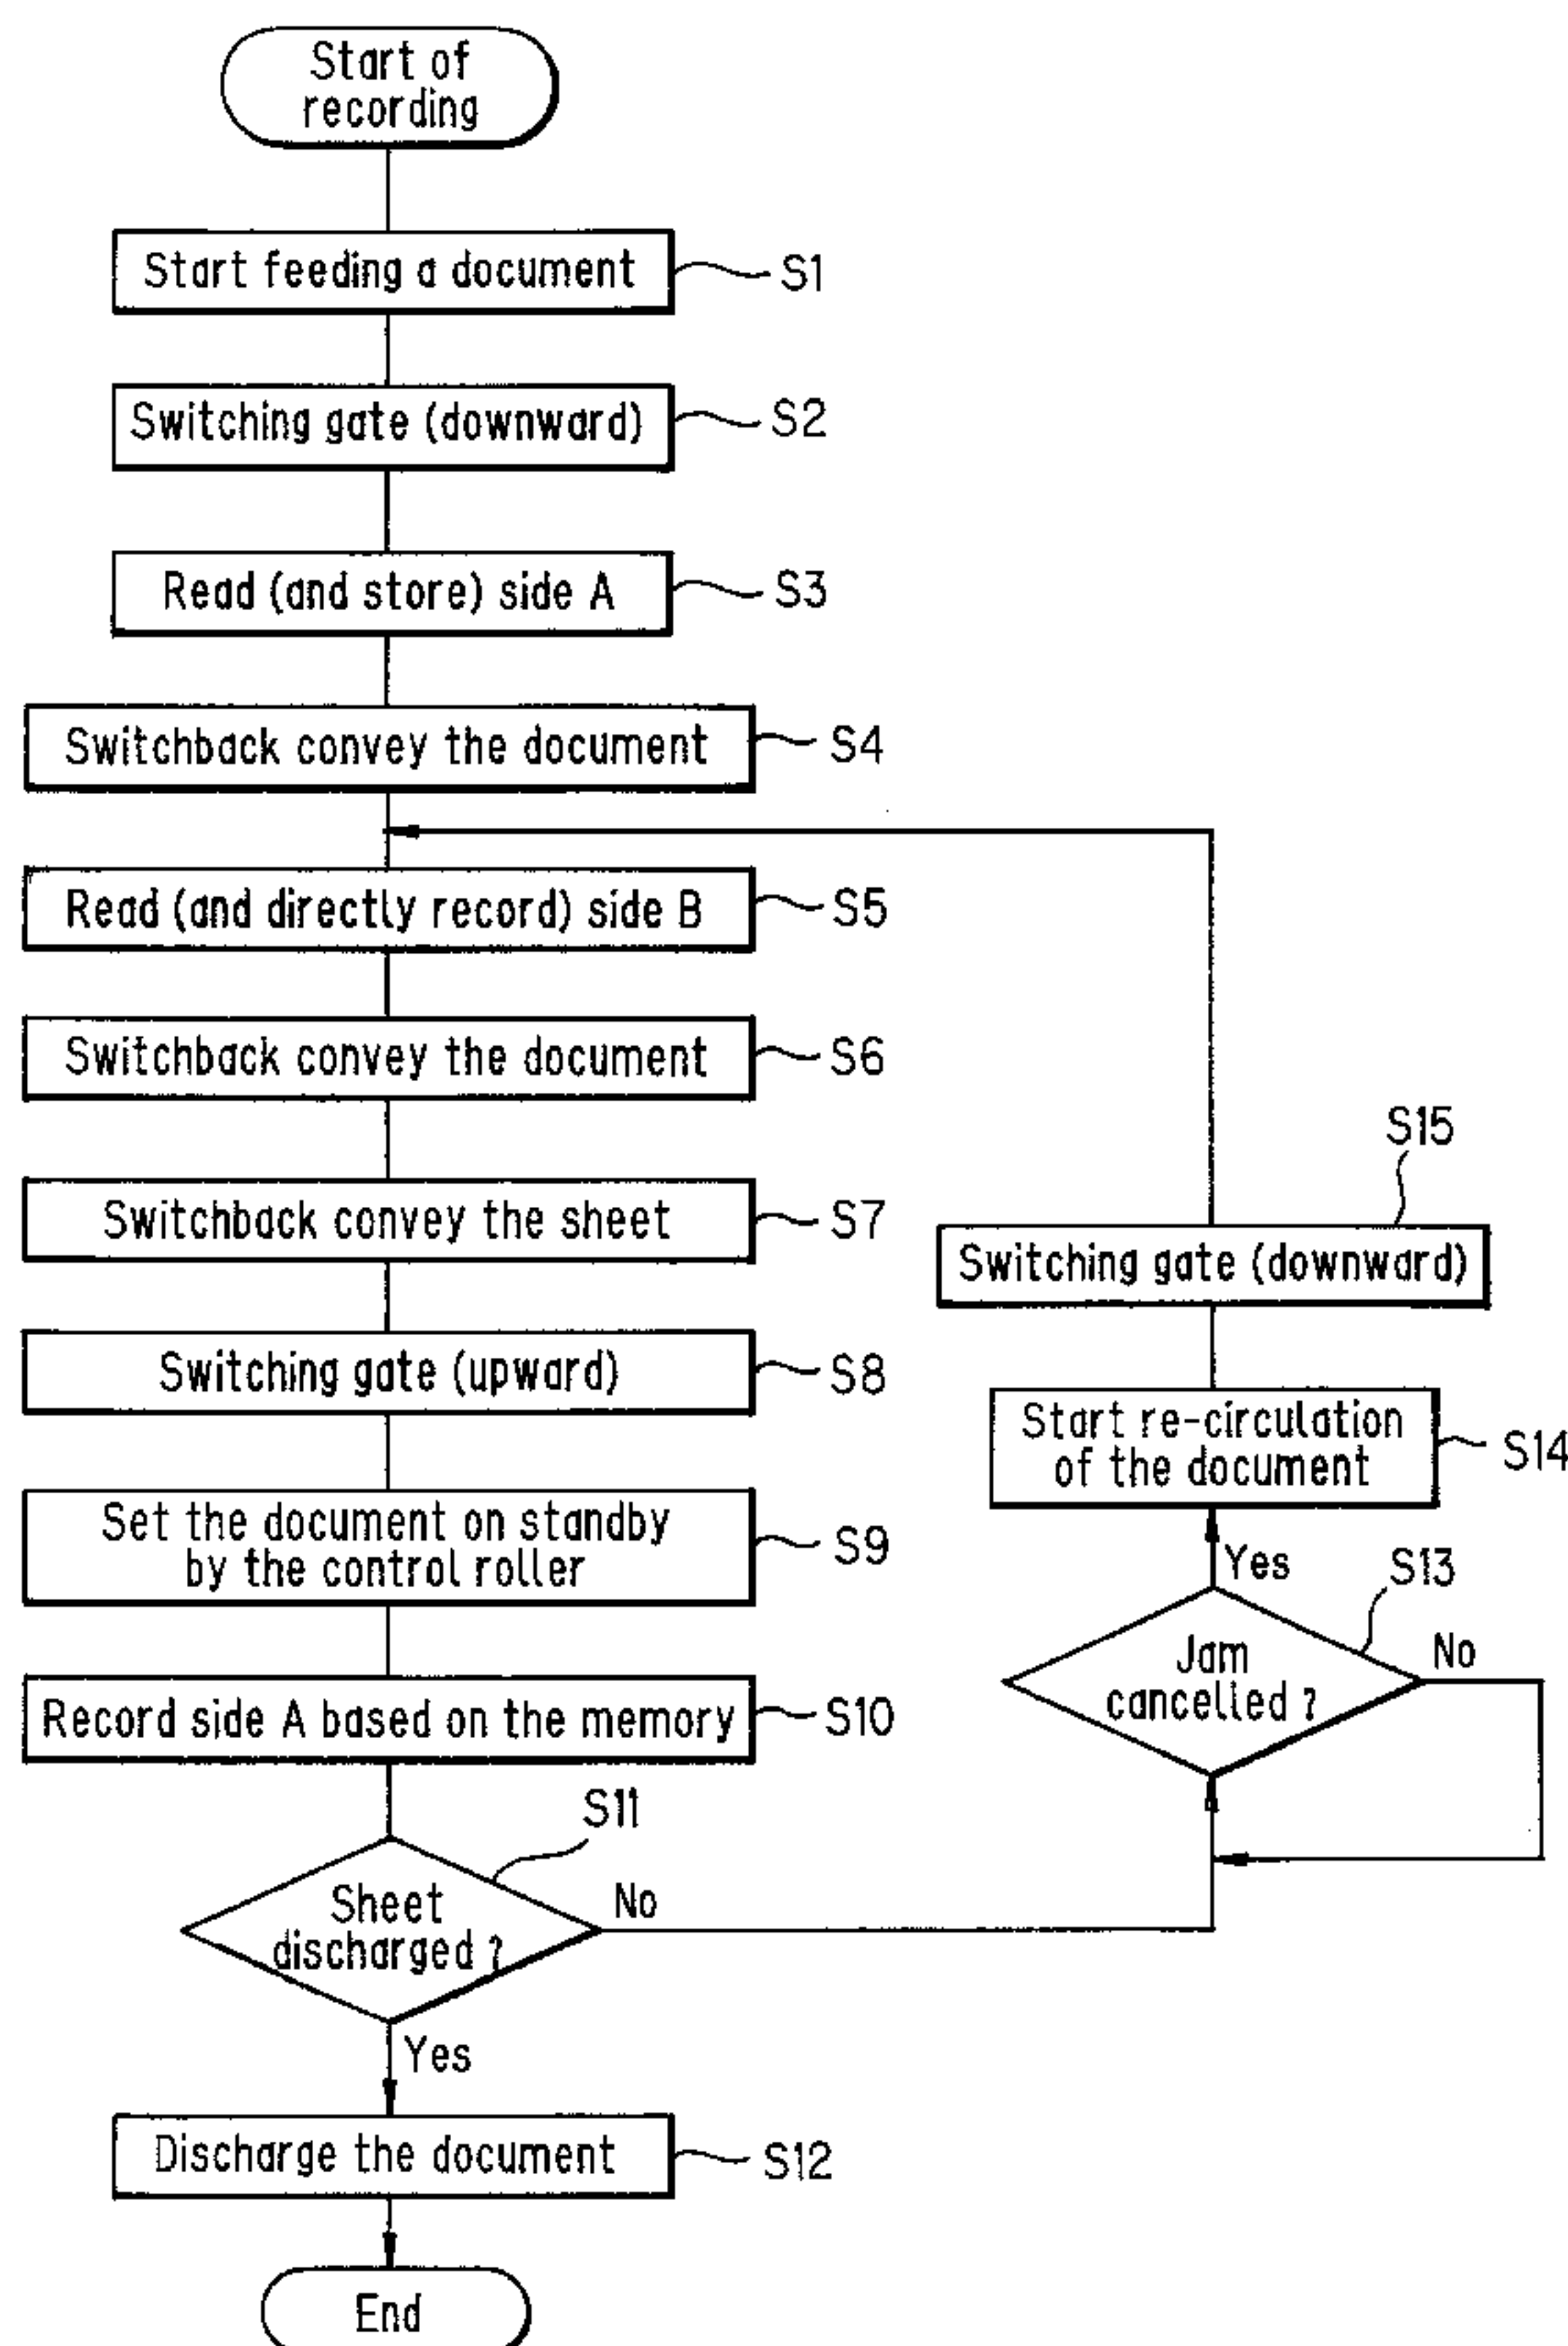 Start of
recording
Start feeding a document
S1
Switching gate (downward)
S2
Read (and store) side A
S3
Switchback convey the document
S4
Read (and directly record) side B
S5
Switchback convey the document
S6
Switchback convey the sheet
S7
Switching gate (upward)
S8
Set the document on standby
by the control roller
S9
Record side A based on the memory
S10
Sheet
discharged ?
S11
No
Yes
Discharge the document
S12
End
Jam
cancelled ?
S13
No
Yes
Start re-circulation
of the document
S14
Switching gate (downward)
S15